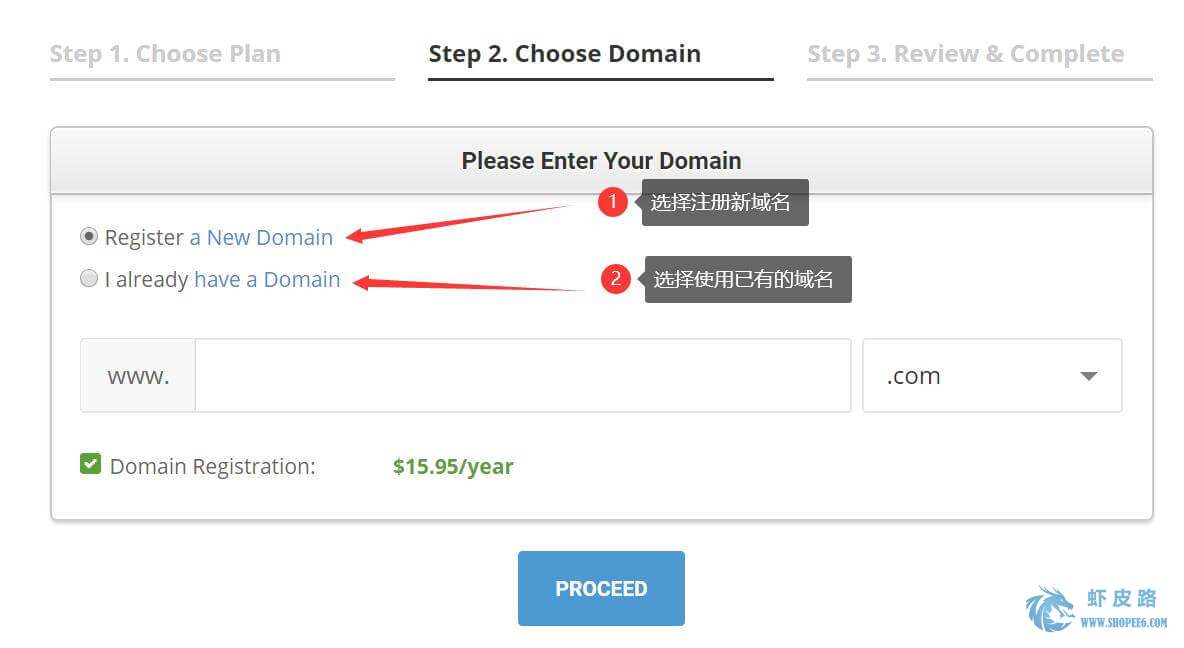 Step 1. Choose Plan
Step 2. Choose Domain
Step 3. Review & Complete
Please Enter Your Domain
1 选择注册新域名
Register a New Domain
2 选择使用已有的域名
I already have a Domain
www.
.com
Domain Registration: $15.95/year
PROCEED
虾皮路
WWW.SHOPEE6.COM